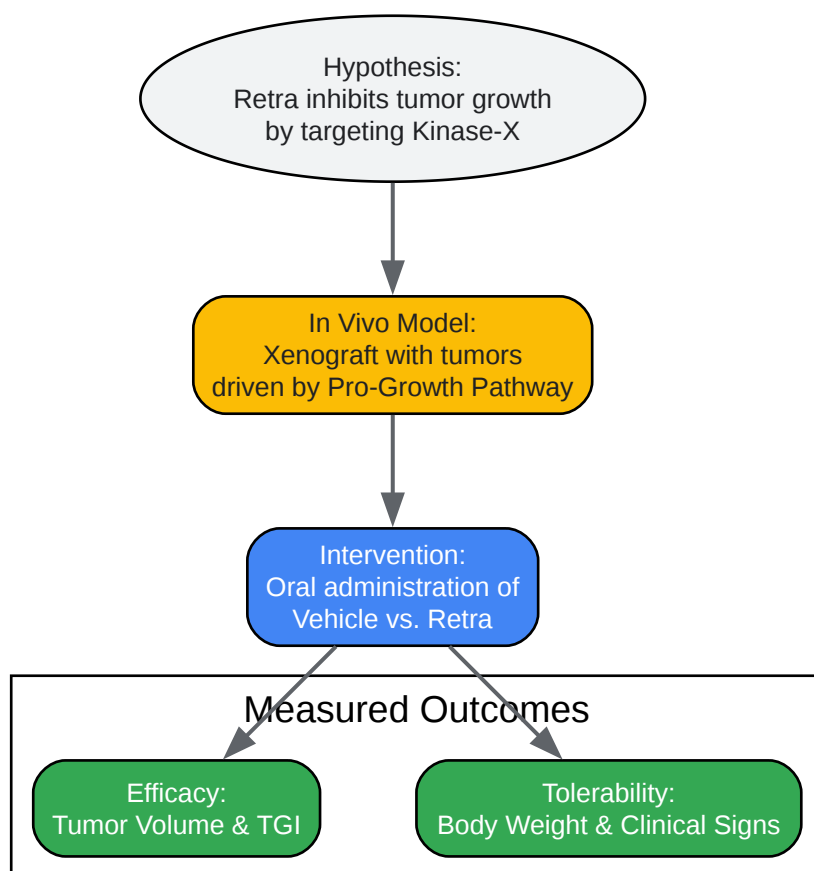 Hypothesis:
Retra inhibits tumor growth
by targeting Kinase-X
In Vivo Model:
Xenograft with tumors
driven by Pro-Growth Pathway
Intervention:
Oral administration of
Vehicle vs. Retra
Measured Outcomes
Efficacy:
Tumor Volume & TGI
Tolerability:
Body Weight & Clinical Signs